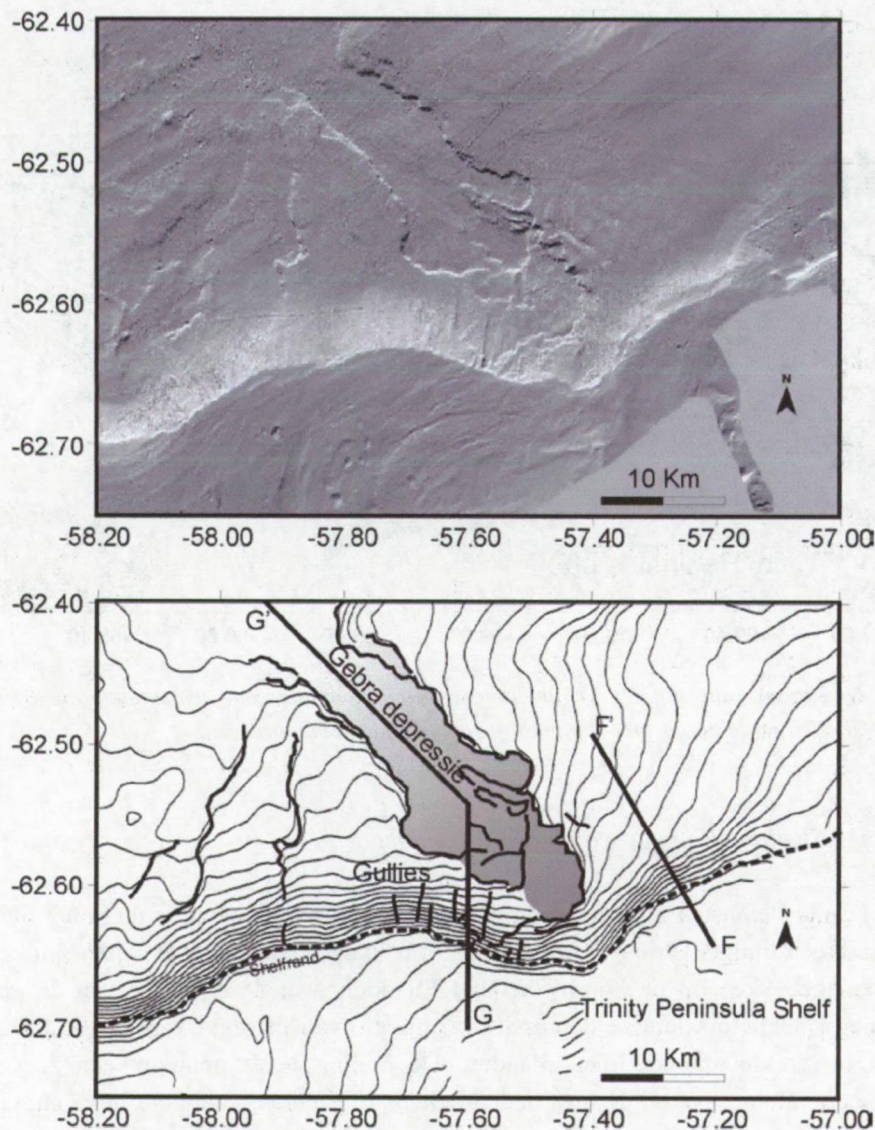 -62.40
-62.50
-62.60
-62.70
N
10 Km
-58.20 -58.00 -57.80 -57.60 -57.40 -57.20 -57.00
-62.40
G'
Gebra depressie
-62.50
F'
-62.60
Gullies
N
F
Shelfrand
G
Trinity Peninsula Shelf
-62.70
10 Km
-58.20 -58.00 -57.80 -57.60 -57.40 -57.20 -57.00